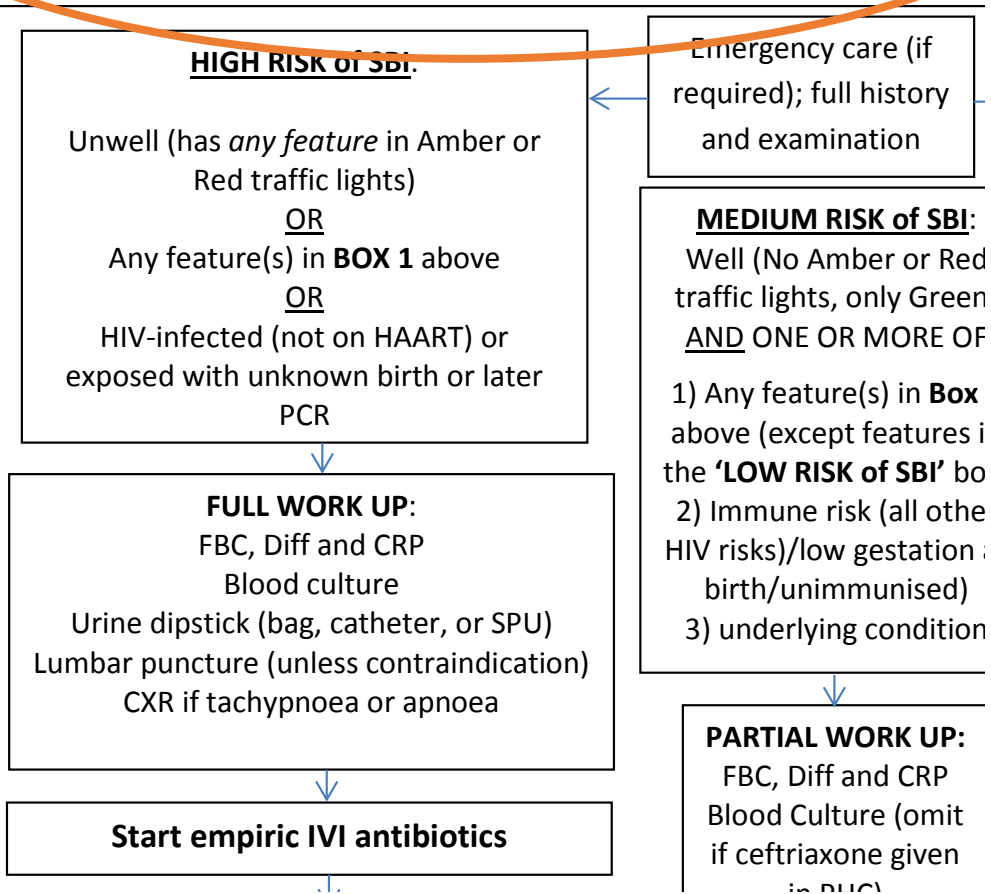 HIGH RISK of SBI:
Unwell (has any feature in Amber or
Red traffic lights)
OR
Any feature(s) in BOX 1 above
OR
HIV-infected (not on HAART) or
exposed with unknown birth or later
PCR
Emergency care (if
required); full history
and examination
MEDIUM RISK of SBI:
Well (No Amber or Red
traffic lights, only Green
AND ONE OR MORE OF
1) Any feature(s) in Box
above (except features
the ‘LOW RISK of SBI’
2) Immune risk (all
HIV risks)/low gestation
birth/unimmunised)
3) underlying condition
FULL WORK UP:
FBC, Diff and CRP
Blood culture
Urine dipstick (bag, catheter, or SPU)
Lumbar puncture (unless contraindication)
CXR if tachypnoea or apnoea
PARTIAL WORK UP:
FBC, Diff and CRP
Blood Culture (omit
if ceftriaxone given
in PHC)
Start empiric IVI antibiotics